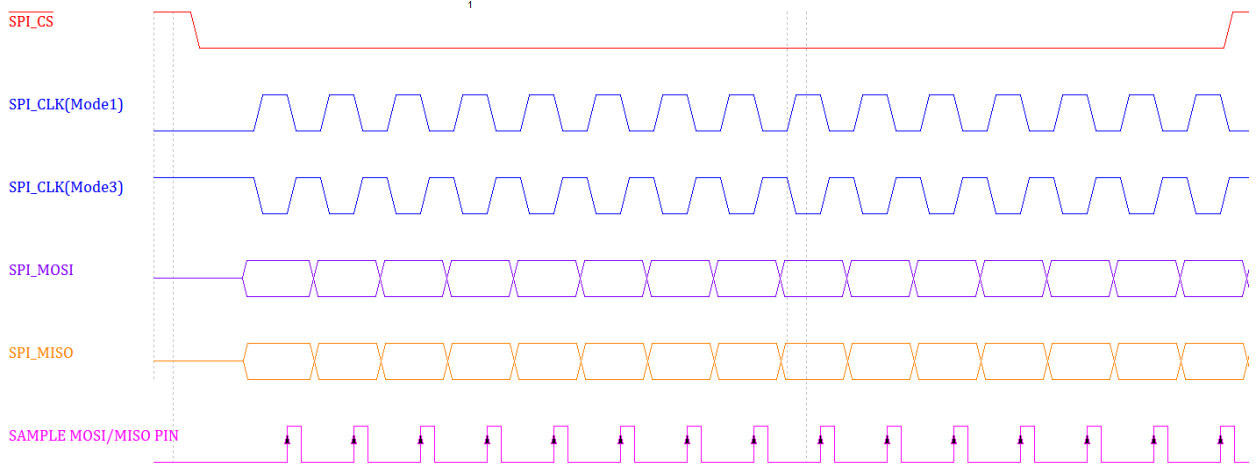 1
SPI_CS
SPI_CLK(Mode1)
SPI_CLK(Mode3)
SPI_MOSI
SPI_MISO
SAMPLE MOSI/MISO PIN